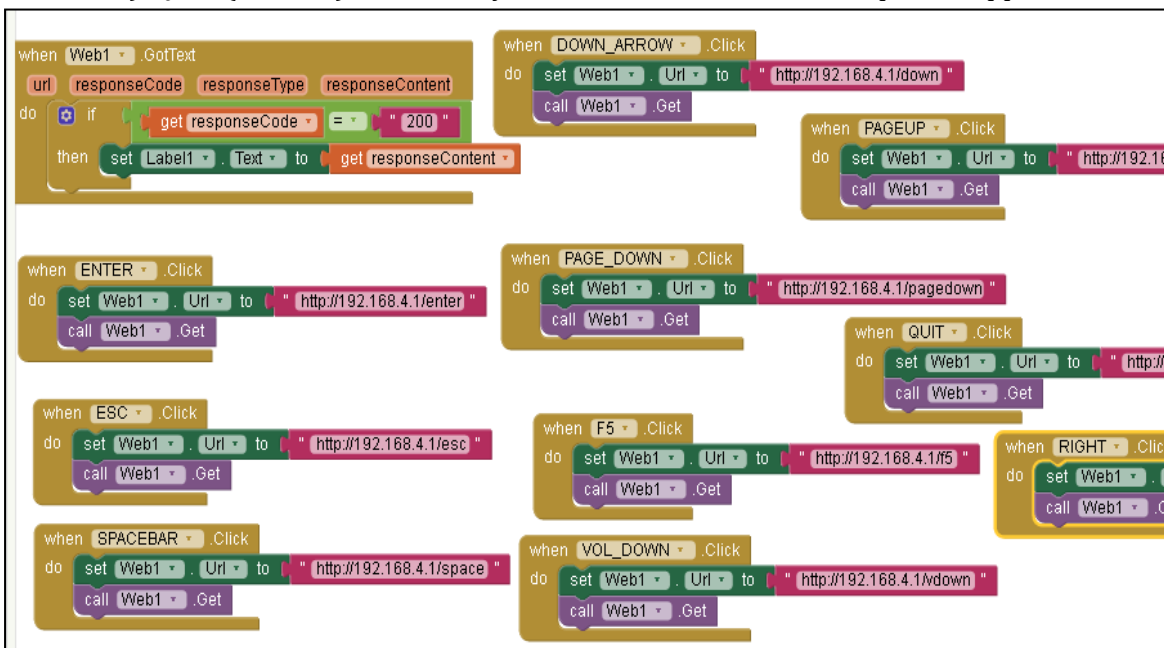 when Web1 .GotText
url responseCode responseType responseContent
do if get responseCode = " 200 "
then set Label1 . Text to get responseContent
when DOWN_ARROW .Click
do set Web1 . Url to " http://192.168.4.1/down "
call Web1 .Get
when PAGEUP .Click
do set Web1 . Url to " http://192.1
call Web1 .Get
when ENTER .Click
do set Web1 . Url to " http://192.168.4.1/enter "
call Web1 .Get
when PAGE_DOWN .Click
do set Web1 . Url to " http://192.168.4.1/pagedown "
call Web1 .Get
when QUIT .Click
do set Web1 . Url to " http://
call Web1 .Get
when ESC .Click
do set Web1 . Url to " http://192.168.4.1/esc "
call Web1 .Get
when F5 .Click
do set Web1 . Url to " http://192.168.4.1/f5 "
call Web1 .Get
when RIGHT .Clic
do set Web1 .
call Web1 .
when SPACEBAR .Click
do set Web1 . Url to " http://192.168.4.1/space "
call Web1 .Get
when VOL_DOWN .Click
do set Web1 . Url to " http://192.168.4.1/vdown "
call Web1 .Get